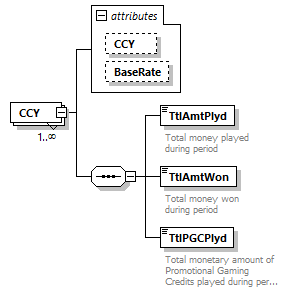 attributes
CCY
BaseRate
CCY
1..∞
TtlAmtPlyd
Total money played
during period
TtlAmtWon
Total money won
during period
TtlPGCPlyd
Total monetary amount of
Promotional Gaming
Credits played during per...